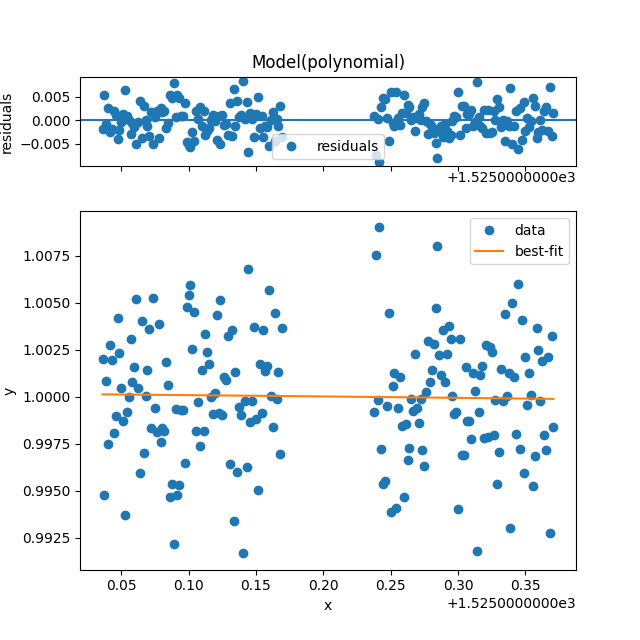 Model(polynomial)
0.005
0.000
−0.005
residuals
residuals
+1.5250000000e3
1.0075
1.0050
1.0025
1.0000
0.9975
0.9950
0.9925
y
data
best-fit
0.05 0.10 0.15 0.20 0.25 0.30 0.35
x
+1.5250000000e3